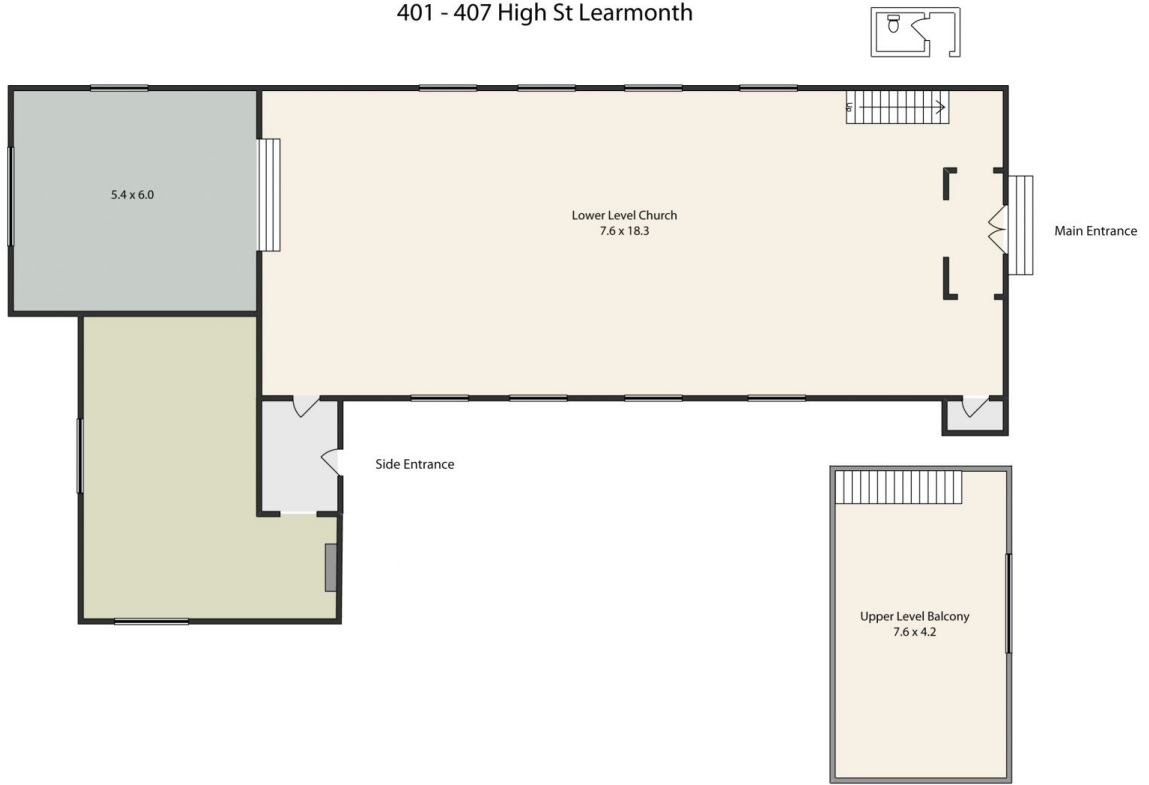 401 - 407 High St Learmonth
UP
5.4 x 6.0
Lower Level Church
7.6 x 18.3
Main Entrance
Side Entrance
Upper Level Balcony
7.6 x 4.2